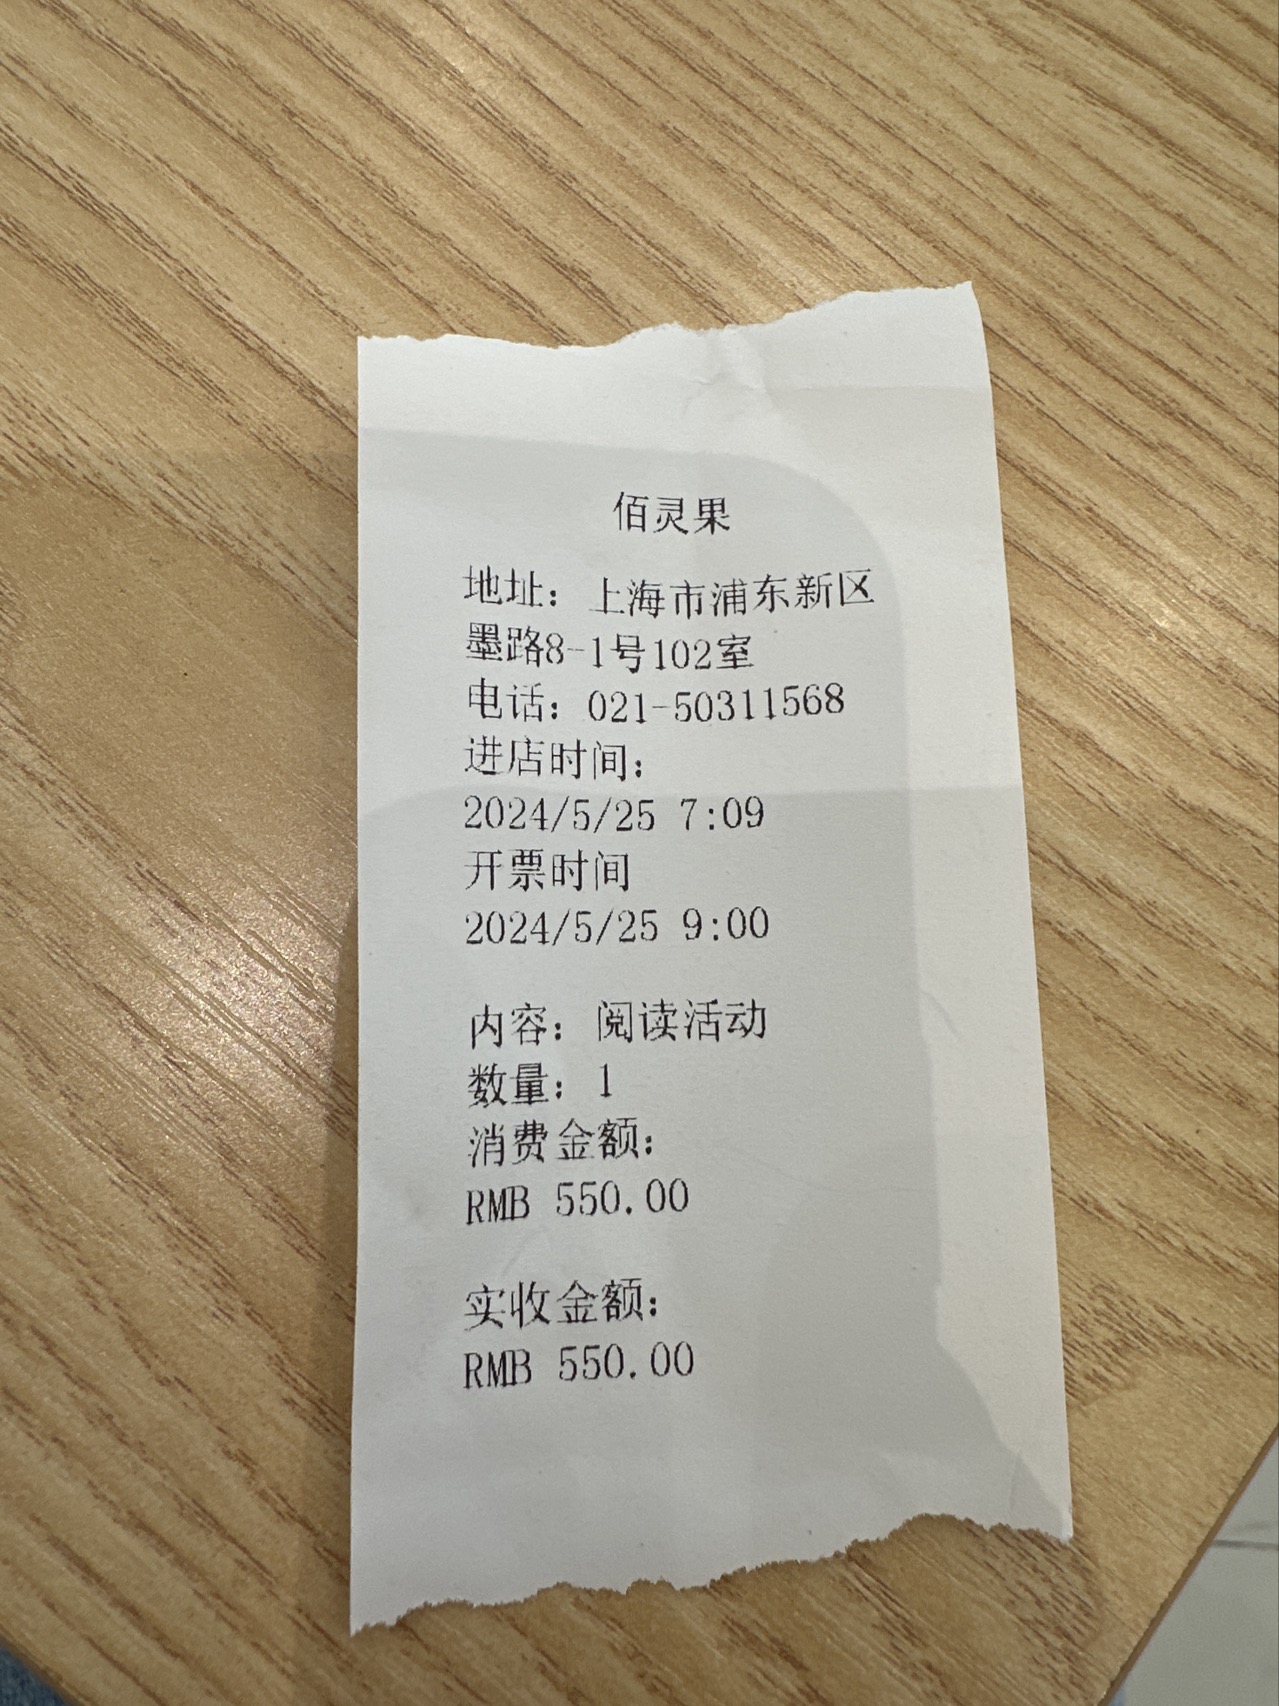 佰灵果
地址：上海市浦东新区
墨路8-1号102室
电话：021-50311568
进店时间：
2024/5/25 7:09
开票时间
2024/5/25 9:00
内容：阅读活动
数量：1
消费金额：
RMB 550.00
实收金额：
RMB 550.00